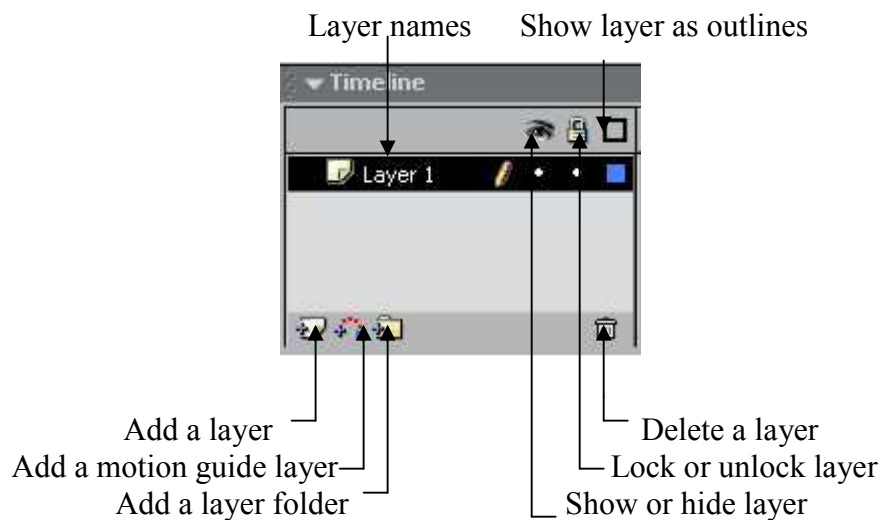 Layer names Show layer as outlines
Timeline
Layer 1
Add a layer Delete a layer
Add a motion guide layer Lock or unlock layer
Add a layer folder Show or hide layer